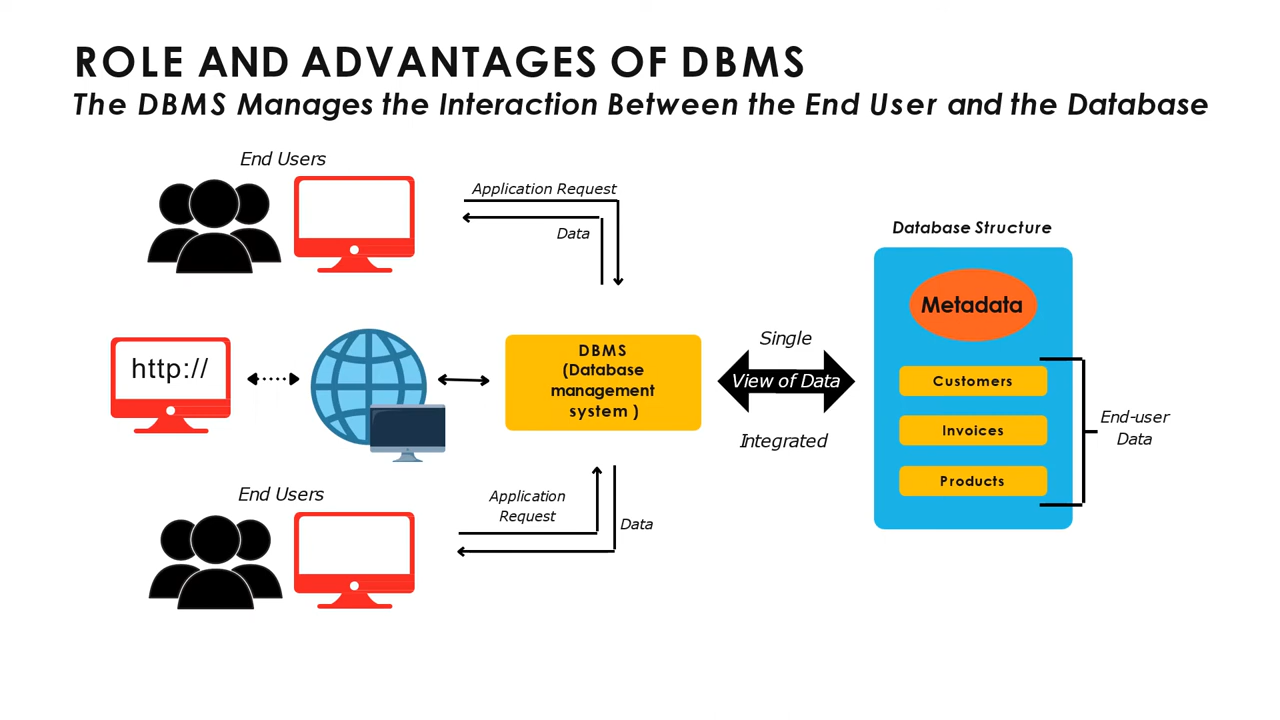 ROLE AND ADVANTAGES OF DBMS
The DBMS Manages the Interaction Between the End User and the Database
End Users
Application Request
Data
Database Structure
Metadata
http://
DBMS
(Database
management
system )
Single
View of Data
Integrated
Customers
Invoices
Products
End-user
Data
End Users
Application
Request
Data